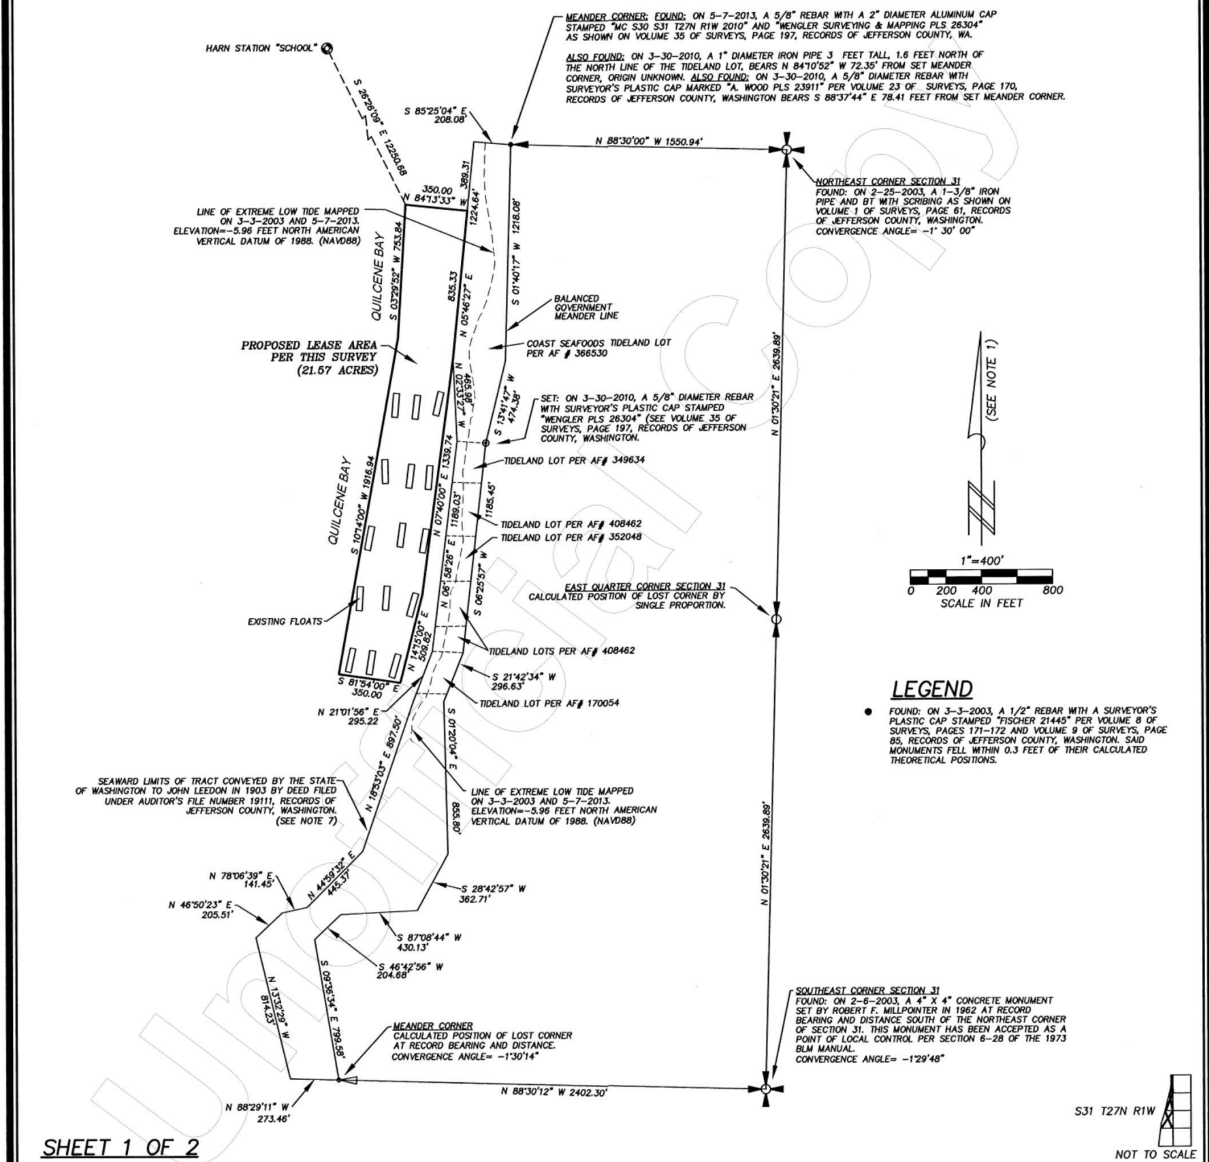 MEANDER CORNER: FOUND: ON 5-7-2013, A 5/8" REBAR WITH A 2" DIAMETER ALUMINUM CAP
STAMPED "MC S30 S31 T27N R1W 2010" AND "WENGLER SURVEYING & MAPPING PLS 26304"
AS SHOWN ON VOLUME 35 OF SURVEYS, PAGE 197, RECORDS OF JEFFERSON COUNTY, WA.
ALSO FOUND: ON 3-30-2010, A 1" DIAMETER IRON PIPE 3 FEET TALL, 1.6 FEET NORTH OF
THE NORTH LINE OF THE TIDELAND LOT, BEARS N 84°10'52" W 72.35' FROM SET MEANDER
CORNER, ORIGIN UNKNOWN. ALSO FOUND: ON 3-30-2010, A 5/8" DIAMETER REBAR WITH
SURVEYOR'S PLASTIC CAP MARKED "A. WOOD PLS 23911" PER VOLUME 23 OF SURVEYS, PAGE 170,
RECORDS OF JEFFERSON COUNTY, WASHINGTON BEARS S 88°37'44" E 78.41 FEET FROM SET MEANDER CORNER.
HARN STATION "SCHOOL"
S 26°26'09" E 12250.68
S 85°25'04" E
208.08'
N 88°30'00" W 1550.94'
NORTHEAST CORNER SECTION 31
FOUND: ON 2-25-2003, A 1-3/8" IRON
PIPE AND BT WITH SCRIBING AS SHOWN ON
VOLUME 1 OF SURVEYS, PAGE 61, RECORDS
OF JEFFERSON COUNTY, WASHINGTON.
CONVERGENCE ANGLE= -1° 30' 00"
350.00
N 84°13'33" W
389.31
1224.64'
S 01°40'17" W 1218.08'
LINE OF EXTREME LOW TIDE MAPPED
ON 3-3-2003 AND 5-7-2013.
ELEVATION=-5.96 FEET NORTH AMERICAN
VERTICAL DATUM OF 1988. (NAVD88)
QUILCENE BAY
S 03°29'52" W 753.84
835.33
N 05°46'27" E
BALANCED
GOVERNMENT
MEANDER LINE
COAST SEAFOODS TIDELAND LOT
PER AF # 366530
PROPOSED LEASE AREA
PER THIS SURVEY
(21.57 ACRES)
N 02°33'27" W
465.98'
S 13°41'47" W
474.38'
N 01°30'21" E 2639.89'
(SEE NOTE 1)
SET: ON 3-30-2010, A 5/8" DIAMETER REBAR
WITH SURVEYOR'S PLASTIC CAP STAMPED
"WENGLER PLS 26304" (SEE VOLUME 35 OF
SURVEYS, PAGE 197, RECORDS OF JEFFERSON
COUNTY, WASHINGTON.
TIDELAND LOT PER AF# 349634
QUILCENE BAY
S 10°14'00" W 1916.94
N 07°40'00" E 1339.74
1189.03'
N 06°58'26" E
1185.45'
S 06°25'57" W
TIDELAND LOT PER AF# 408462
TIDELAND LOT PER AF# 352048
1"=400'
0 200 400 800
SCALE IN FEET
EAST QUARTER CORNER SECTION 31
CALCULATED POSITION OF LOST CORNER BY
SINGLE PROPORTION.
EXISTING FLOATS
N 14°15'00" E
509.82
TIDELAND LOTS PER AF# 408462
S 81°54'00" E
350.00
S 21°42'34" W
296.63'
TIDELAND LOT PER AF# 170054
N 21°01'56" E
295.22
LEGEND
FOUND: ON 3-3-2003, A 1/2" REBAR WITH A SURVEYOR'S
PLASTIC CAP STAMPED "FISCHER 21445" PER VOLUME 8 OF
SURVEYS, PAGES 171-172 AND VOLUME 9 OF SURVEYS, PAGE
85, RECORDS OF JEFFERSON COUNTY, WASHINGTON. SAID
MONUMENTS FELL WITHIN 0.3 FEET OF THEIR CALCULATED
THEORETICAL POSITIONS.
N 18°53'03" E 897.50'
S 01°20'04" E
855.80'
SEAWARD LIMITS OF TRACT CONVEYED BY THE STATE
OF WASHINGTON TO JOHN LEEDON IN 1903 BY DEED FILED
UNDER AUDITOR'S FILE NUMBER 19111, RECORDS OF
JEFFERSON COUNTY, WASHINGTON.
(SEE NOTE 7)
LINE OF EXTREME LOW TIDE MAPPED
ON 3-3-2003 AND 5-7-2013.
ELEVATION=-5.96 FEET NORTH AMERICAN
VERTICAL DATUM OF 1988. (NAVD88)
N 01°30'21" E 2639.89'
N 78°06'39" E
141.45'
N 44°59'32" E
445.37'
N 46°50'23" E
205.51'
S 28°42'57" W
362.71'
S 87°08'44" W
430.13'
S 46°42'56" W
204.68'
N 13°32'29" W
814.23'
S 09°36'34" E 799.58'
MEANDER CORNER
CALCULATED POSITION OF LOST CORNER
AT RECORD BEARING AND DISTANCE.
CONVERGENCE ANGLE= -1°30'14"
SOUTHEAST CORNER SECTION 31
FOUND: ON 2-6-2003, A 4" X 4" CONCRETE MONUMENT
SET BY ROBERT F. MILLPOINTER IN 1962 AT RECORD
BEARING AND DISTANCE SOUTH OF THE NORTHEAST CORNER
OF SECTION 31. THIS MONUMENT HAS BEEN ACCEPTED AS A
POINT OF LOCAL CONTROL PER SECTION 6-28 OF THE 1973
BLM MANUAL.
CONVERGENCE ANGLE= -1°29'48"
N 88°29'11" W
273.46'
N 88°30'12" W 2402.30'
S31 T27N R1W
NOT TO SCALE
SHEET 1 OF 2
Unofficial Copy